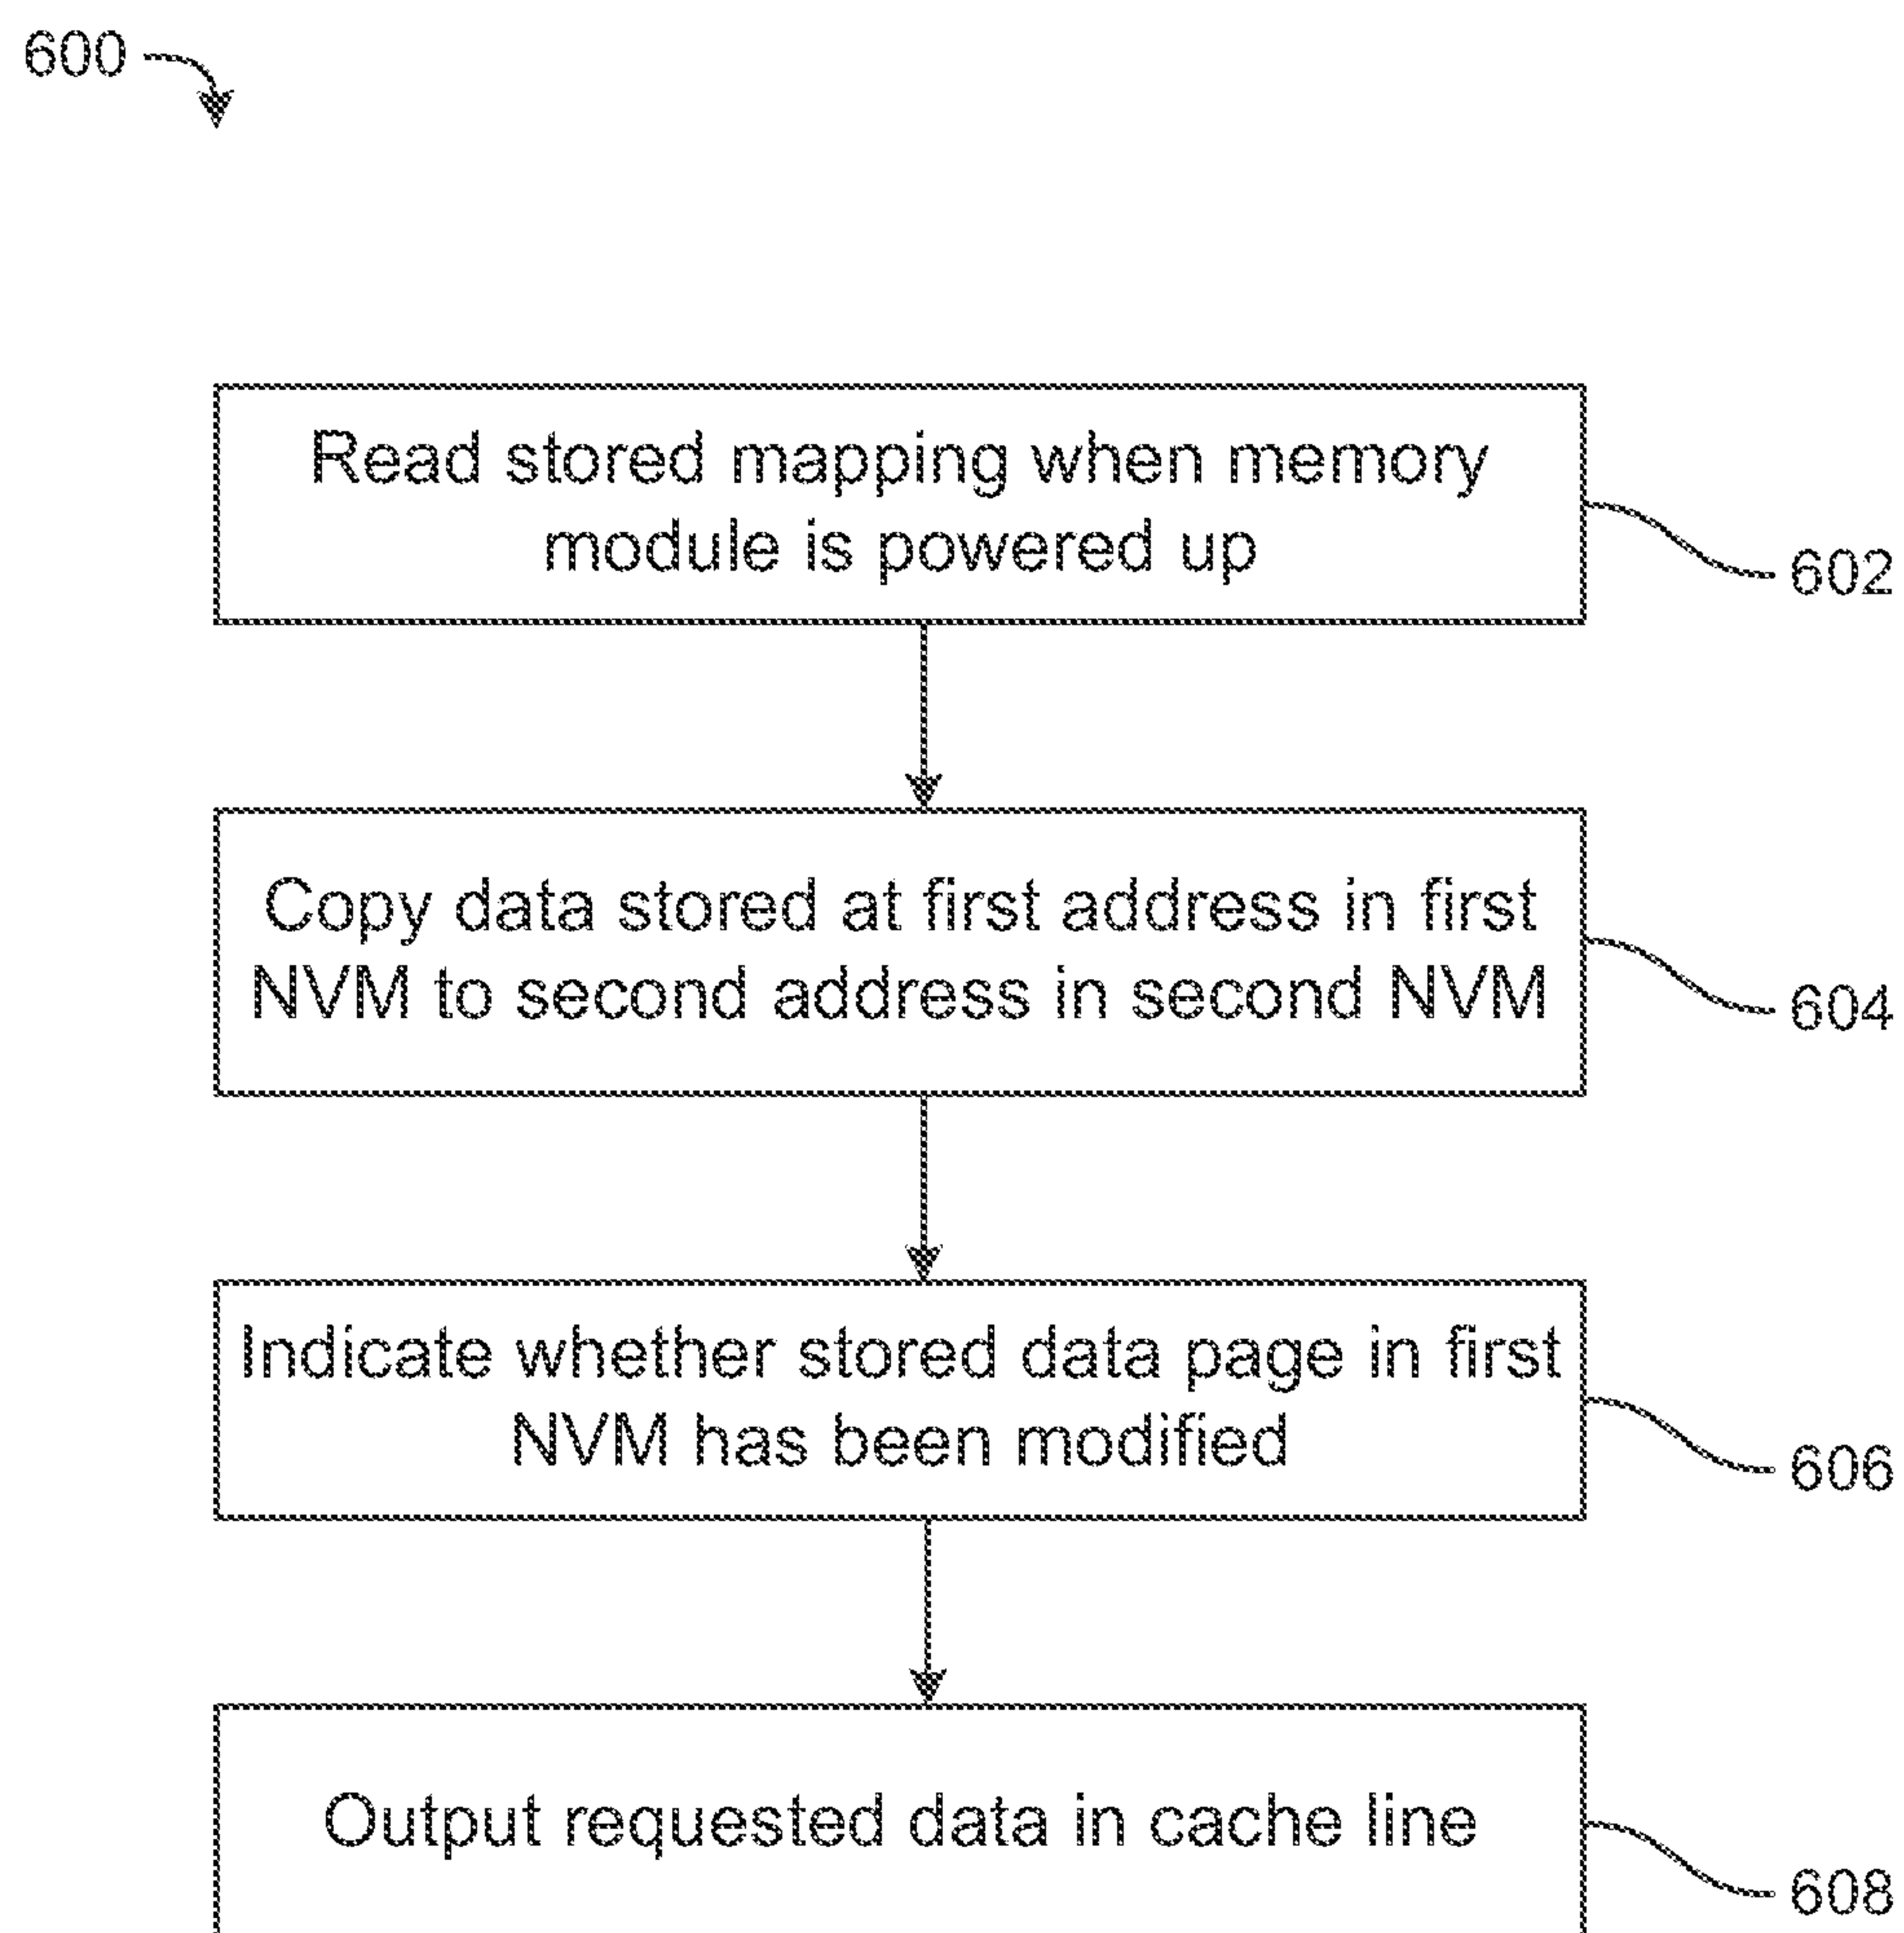 600
Read stored mapping when memory
module is powered up
602
Copy data stored at first address in first
NVM to second address in second NVM
604
Indicate whether stored data page in first
NVM has been modified
606
Output requested data in cache line
608